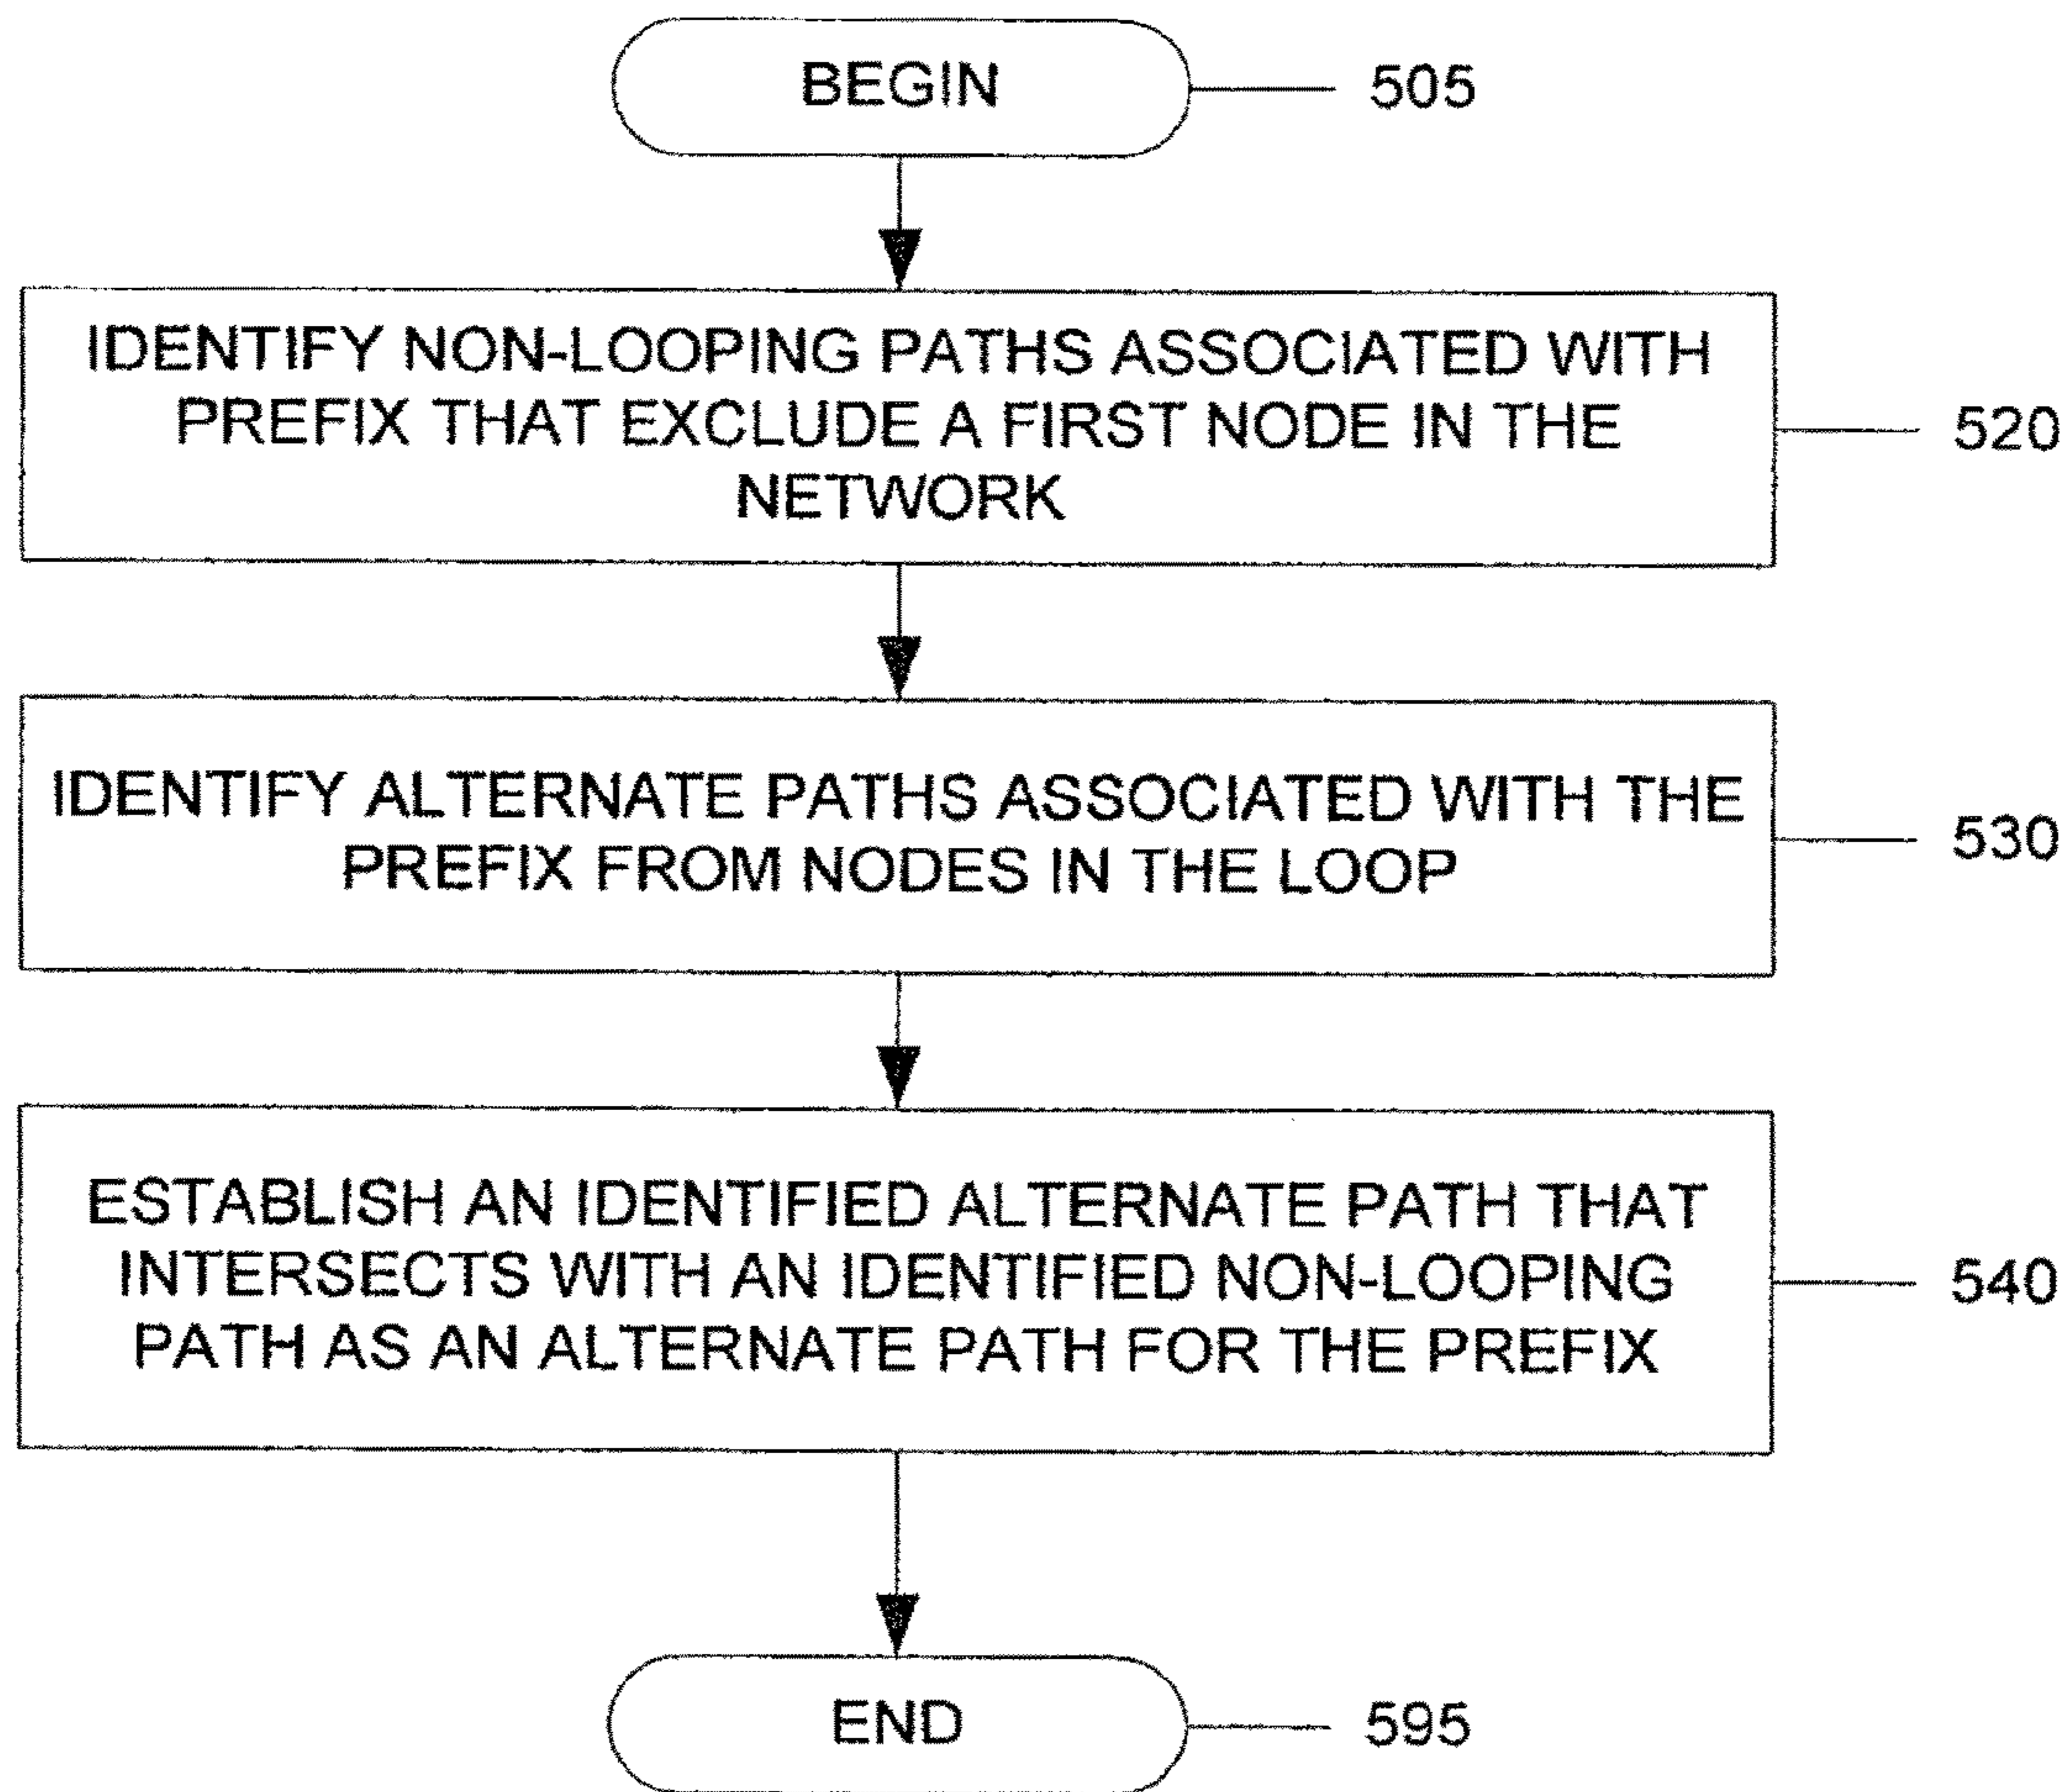 BEGIN
505
IDENTIFY NON-LOOPING PATHS ASSOCIATED WITH
PREFIX THAT EXCLUDE A FIRST NODE IN THE
NETWORK
520
IDENTIFY ALTERNATE PATHS ASSOCIATED WITH THE
PREFIX FROM NODES IN THE LOOP
530
ESTABLISH AN IDENTIFIED ALTERNATE PATH THAT
INTERSECTS WITH AN IDENTIFIED NON-LOOPING
PATH AS AN ALTERNATE PATH FOR THE PREFIX
540
END
595